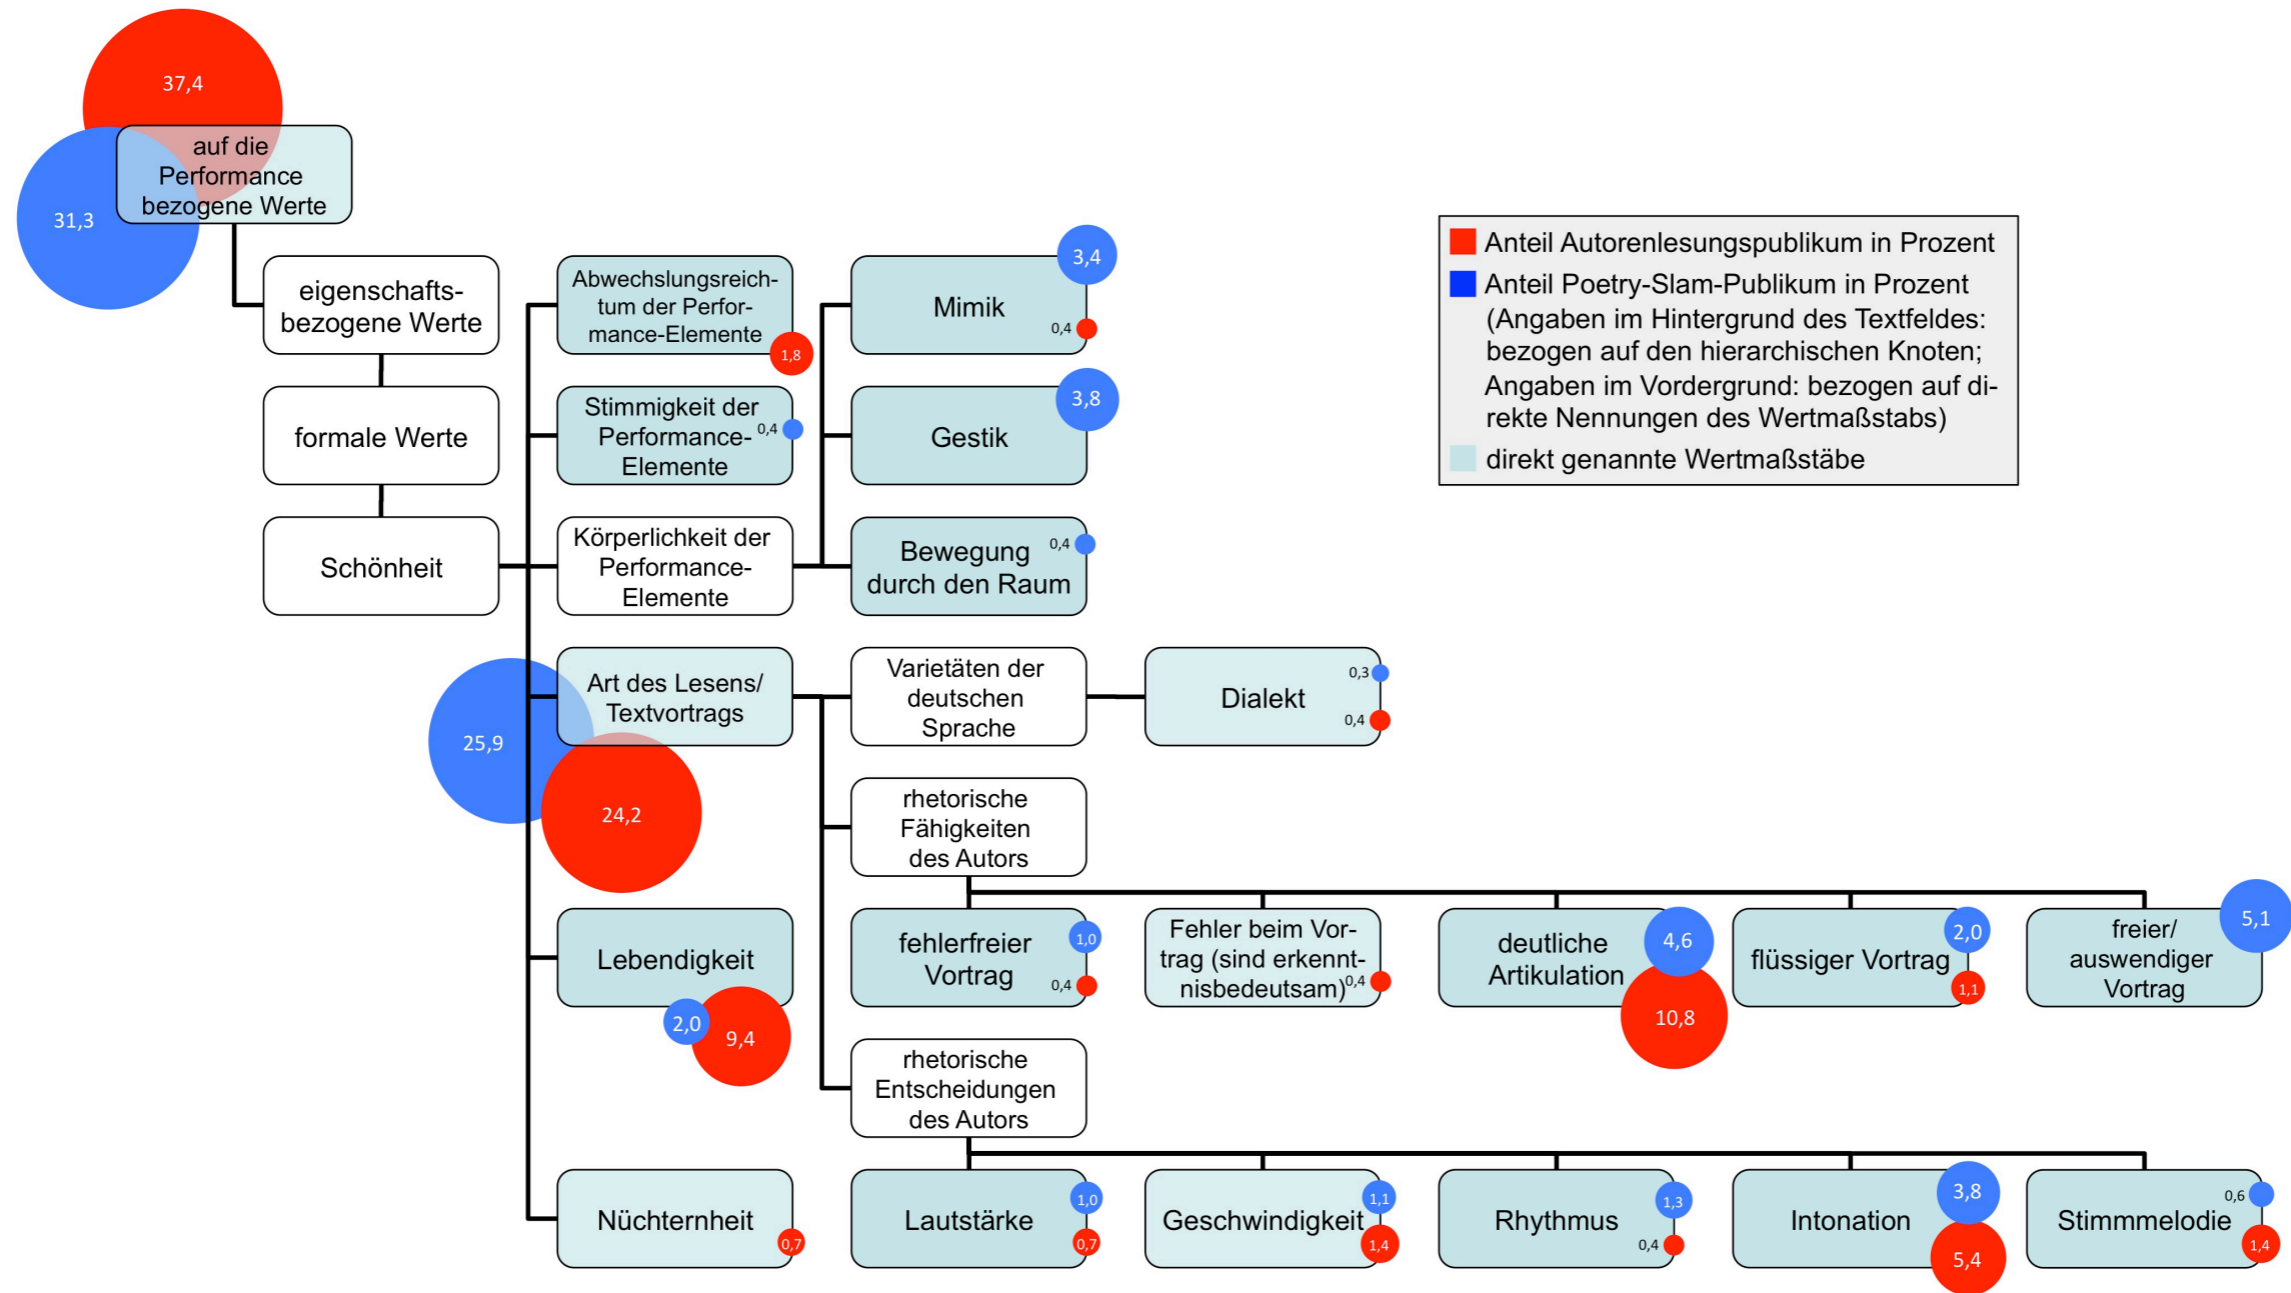 37,4
auf die
Performance
bezogene Werte
31,3
eigenschafts-
bezogene Werte
formale Werte
Schönheit
Abwechslungsreich-
tum der Perfor-
mance-Elemente
1,8
Stimmigkeit der
Performance-
Elemente
0,4
Körperlichkeit der
Performance-
Elemente
Mimik
3,4
0,4
Gestik
3,8
Bewegung
durch den Raum
0,4
Anteil Autorenlesungspublikum in Prozent
Anteil Poetry-Slam-Publikum in Prozent
(Angaben im Hintergrund des Textfeldes:
bezogen auf den hierarchischen Knoten;
Angaben im Vordergrund: bezogen auf di-
rekte Nennungen des Wertmaßstabs)
direkt genannte Wertmaßstäbe
Art des Lesens/
Textvortrags
25,9
24,2
Varietäten der
deutschen
Sprache
Dialekt
0,3
0,4
rhetorische
Fähigkeiten
des Autors
Lebendigkeit
2,0
9,4
fehlerfreier
Vortrag
1,0
0,4
Fehler beim Vor-
trag (sind erkennt-
nisbedeutsam)
0,4
deutliche
Artikulation
4,6
10,8
flüssiger Vortrag
2,0
1,1
freier/
auswendiger
Vortrag
5,1
rhetorische
Entscheidungen
des Autors
Nüchternheit
0,7
Lautstärke
1,0
0,7
Geschwindigkeit
1,1
1,4
Rhythmus
1,3
0,4
Intonation
3,8
5,4
Stimmmelodie
0,6
1,4